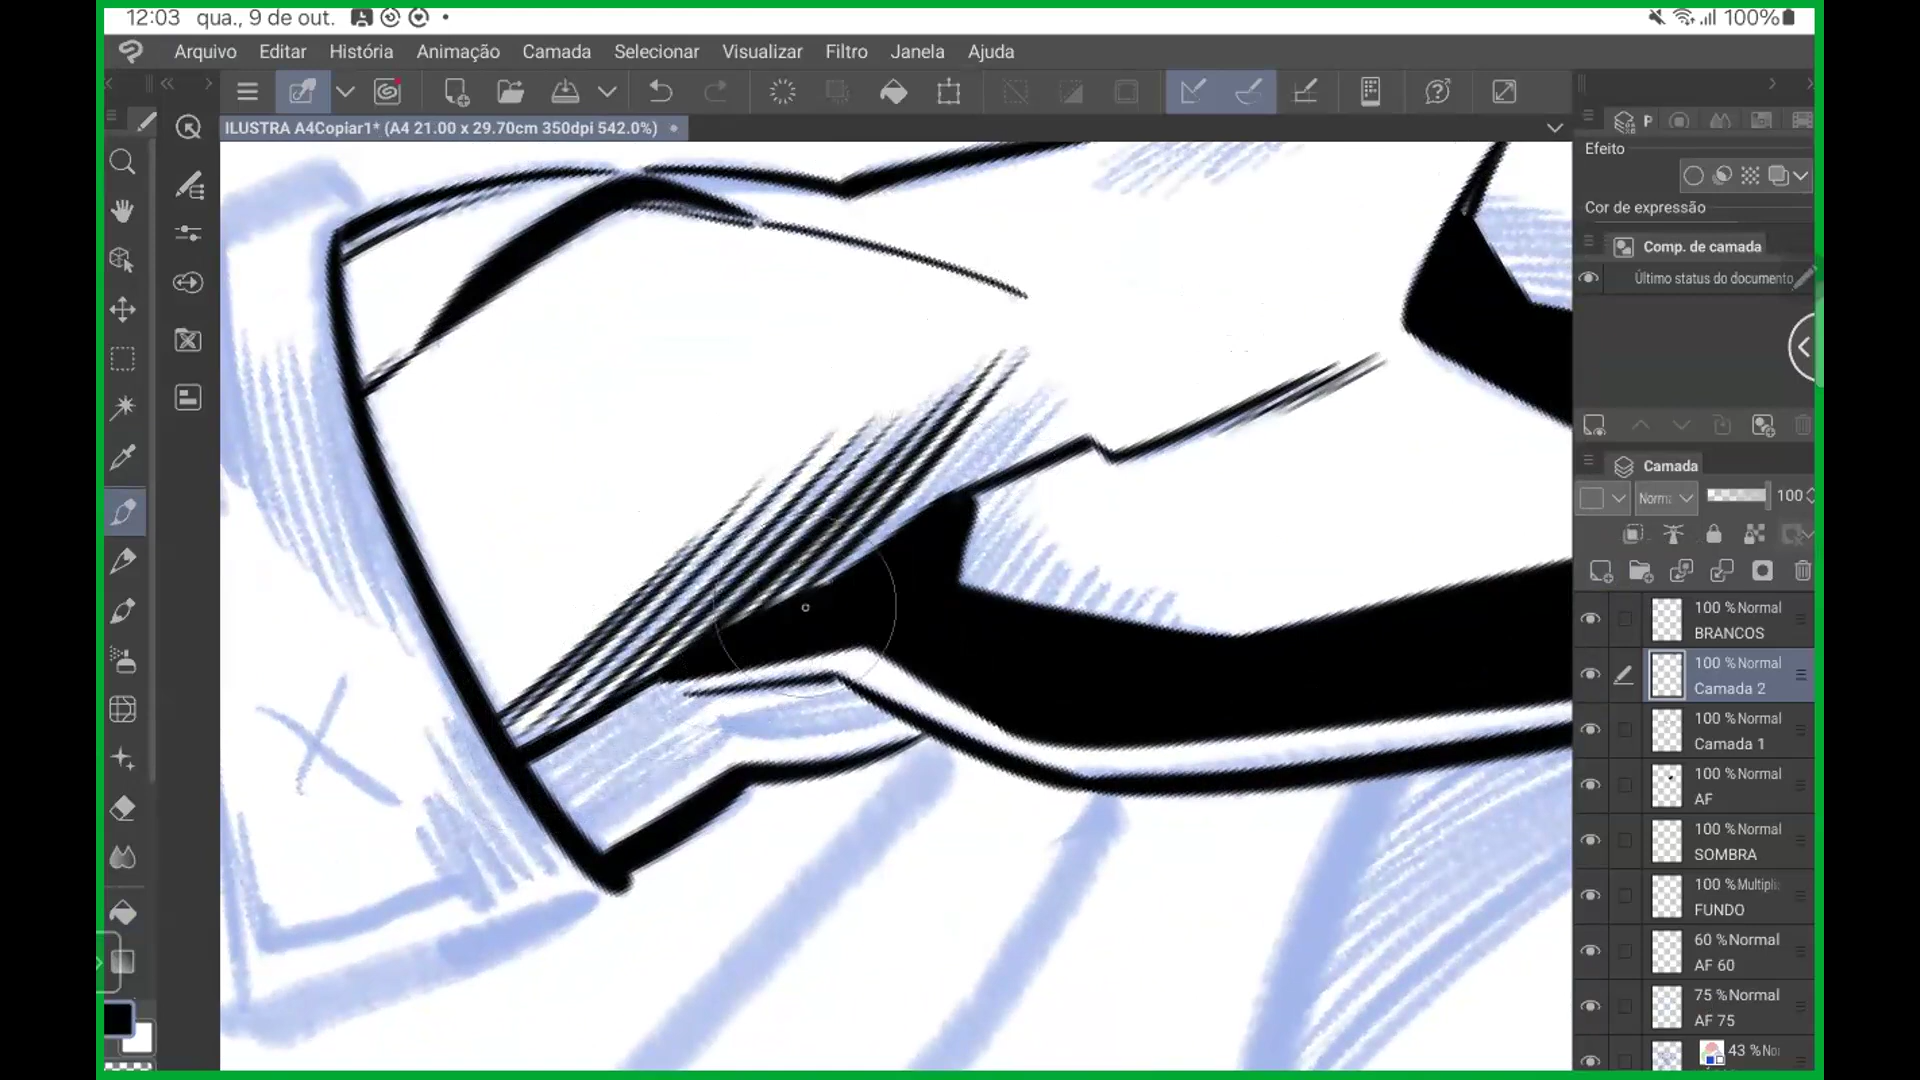 12:03 qua., 9 de out.
100%
Arquivo Editar História Animação Camada Selecionar Visualizar Filtro Janela Ajuda
ILUSTRA A4Copiar1* (A4 21.00 x 29.70cm 350dpi 542.0%)
P
Efeito
Cor de expressão
Comp. de camada
Último status do documento
Camada
Norm 100
100 %Normal
BRANCOS
100 %Normal
Camada 2
100 %Normal
Camada 1
100 %Normal
AF
100 %Normal
SOMBRA
100 %Multipli
FUNDO
60 %Normal
AF 60
75 %Normal
AF 75
43 %No